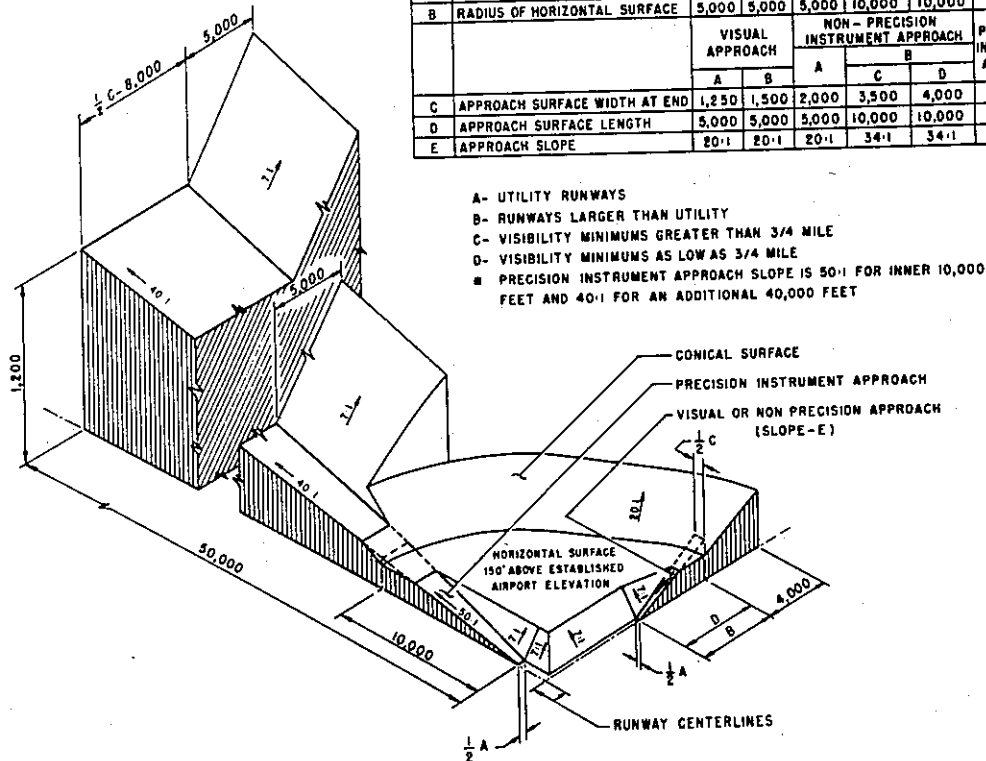 B RADIUS OF HORIZONTAL SURFACE 5,000 5,000 5,000 10,000 10,000
VISUAL APPROACH
NON-PRECISION INSTRUMENT APPROACH
A B A B
C D
C APPROACH SURFACE WIDTH AT END 1,250 1,500 2,000 3,500 4,000
D APPROACH SURFACE LENGTH 5,000 5,000 5,000 10,000 10,000
E APPROACH SLOPE 20:1 20:1 20:1 34:1 34:1
A- UTILITY RUNWAYS
B- RUNWAYS LARGER THAN UTILITY
C- VISIBILITY MINIMUMS GREATER THAN 3/4 MILE
D- VISIBILITY MINIMUMS AS LOW AS 3/4 MILE
* PRECISION INSTRUMENT APPROACH SLOPE IS 50:1 FOR INNER 10,000
FEET AND 40:1 FOR AN ADDITIONAL 40,000 FEET
5,000
1/2 C-8,000
7:1
40:1
5,000
1,200
7:1
40:1
CONICAL SURFACE
PRECISION INSTRUMENT APPROACH
VISUAL OR NON PRECISION APPROACH
(SLOPE-E)
1/2 C
20:1
HORIZONTAL SURFACE
150' ABOVE ESTABLISHED
AIRPORT ELEVATION
50:1
50,000
10,000
7:1
7:1
7:1
7:1
4,000
D
B
1/2 A
RUNWAY CENTERLINES
1/2 A